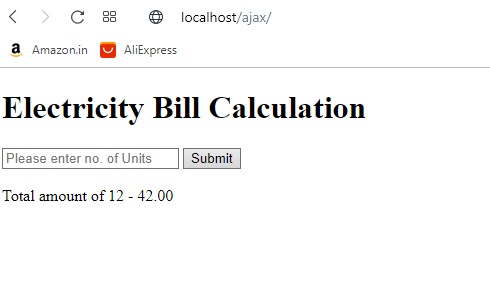 localhost/ajax/
Amazon.in AliExpress
Electricity Bill Calculation
Please enter no. of Units Submit
Total amount of 12 - 42.00